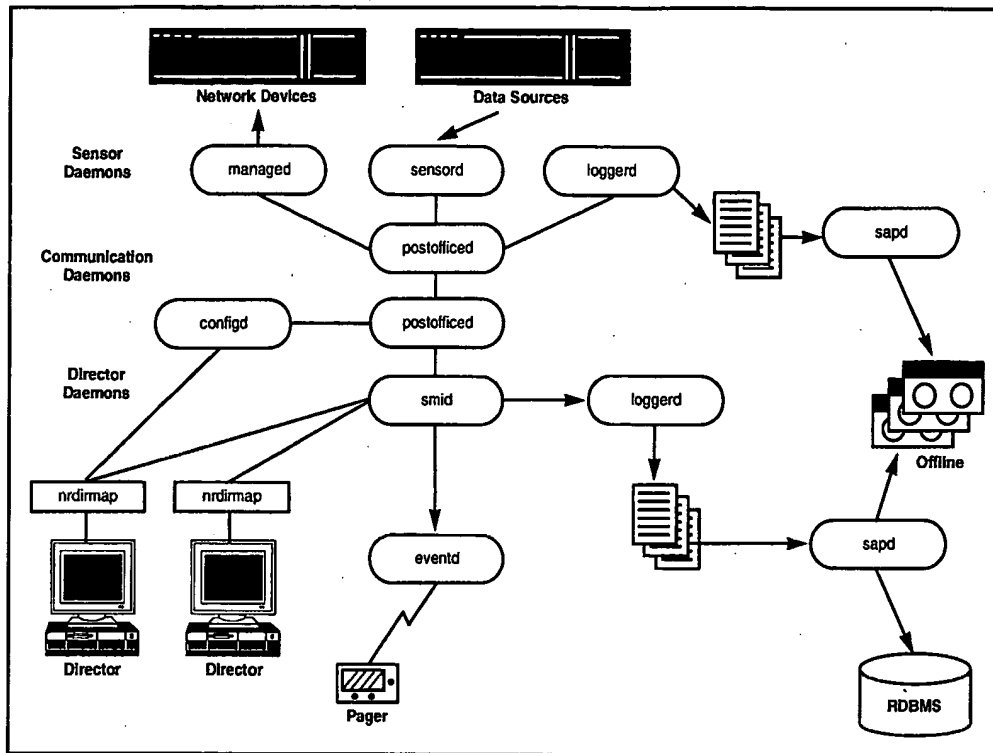 Network Devices
Data Sources
Sensor
Daemons
managed
sensord
loggerd
sapd
postofficed
Communication
Daemons
configd
postofficed
Director
Daemons
smid
loggerd
Offline
nrdirmap
nrdirmap
eventd
sapd
Director
Director
Pager
RDBMS